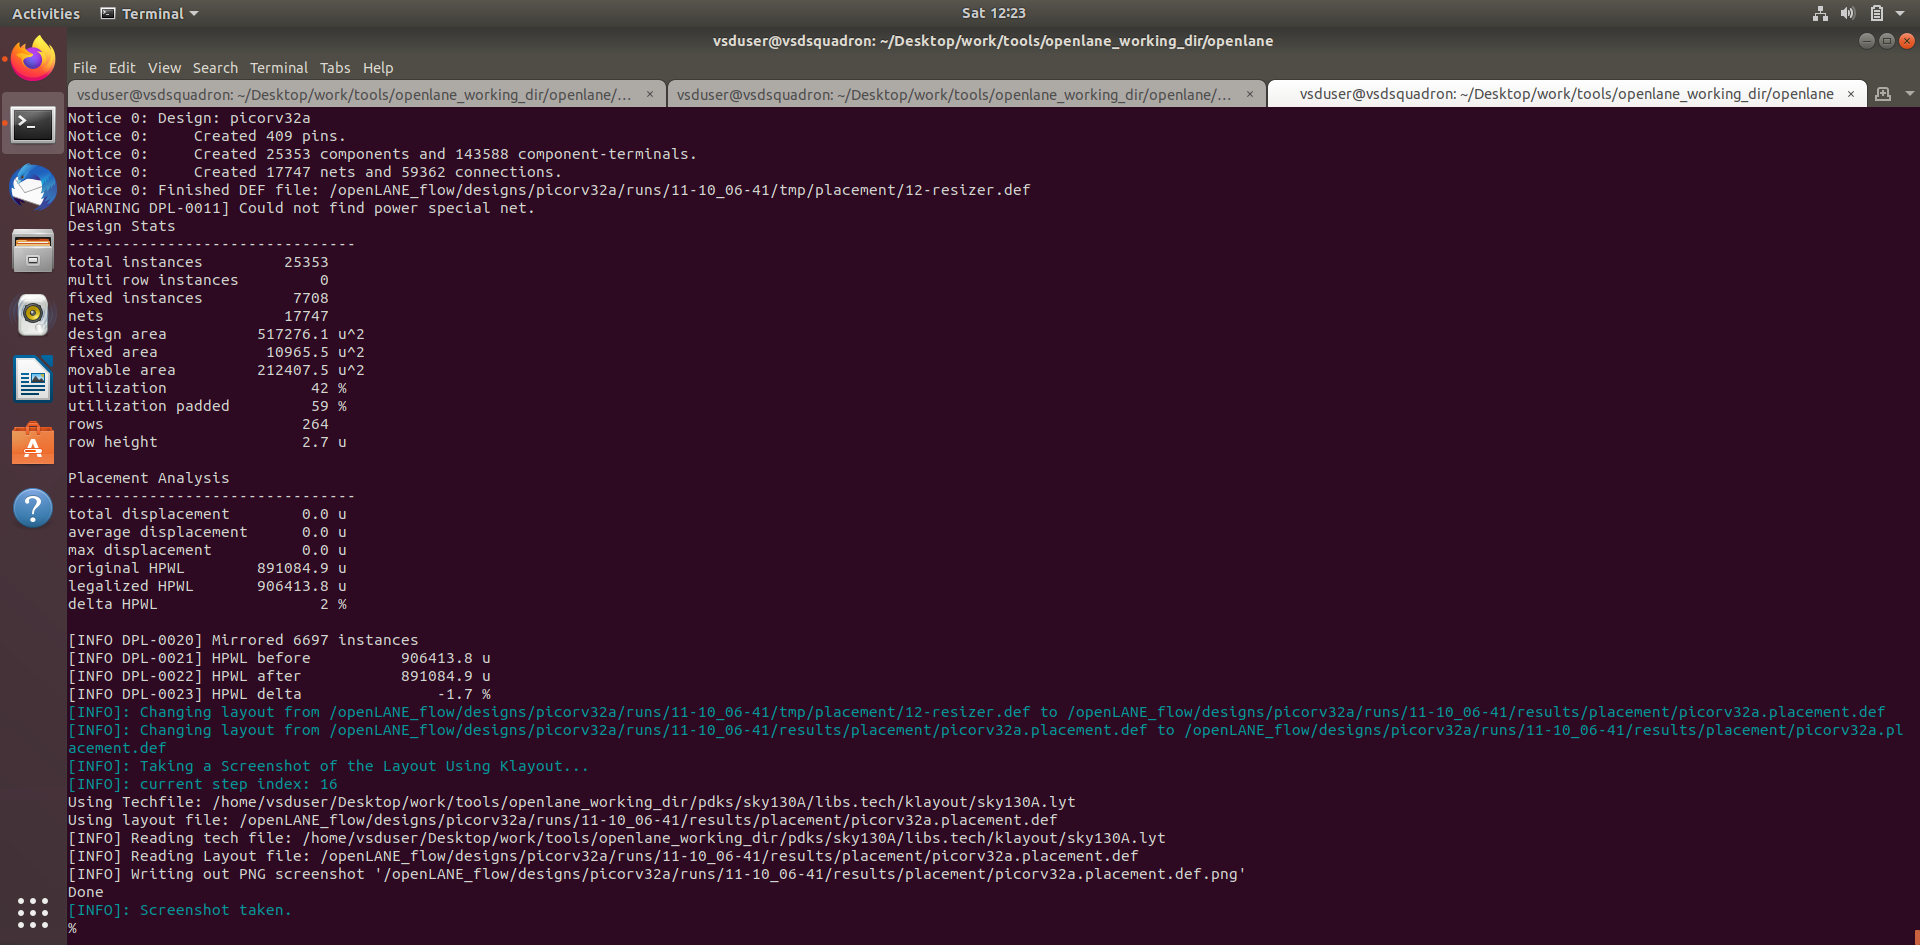 Activities Terminal Sat 12:23
vsduser@vsdsquadron: ~/Desktop/work/tools/openlane_working_dir/openlane
File Edit View Search Terminal Tabs Help
vsduser@vsdsquadron: ~/Desktop/work/tools/openlane_working_dir/openlane/... × vsduser@vsdsquadron: ~/Desktop/work/tools/openlane_working_dir/openlane/... × vsduser@vsdsquadron: ~/Desktop/work/tools/openlane_working_dir/openlane ×
Notice 0: Design: picorv32a
Notice 0:     Created 409 pins.
Notice 0:     Created 25353 components and 143588 component-terminals.
Notice 0:     Created 17747 nets and 59362 connections.
Notice 0: Finished DEF file: /openLANE_flow/designs/picorv32a/runs/11-10_06-41/tmp/placement/12-resizer.def
[WARNING DPL-0011] Could not find power special net.
Design Stats
--------------------------------
total instances         25353
multi row instances         0
fixed instances          7708
nets                    17747
design area          517276.1 u^2
fixed area            10965.5 u^2
movable area         212407.5 u^2
utilization                42 %
utilization padded         59 %
rows                      264
row height                2.7 u
Placement Analysis
--------------------------------
total displacement        0.0 u
average displacement      0.0 u
max displacement          0.0 u
original HPWL        891084.9 u
legalized HPWL       906413.8 u
delta HPWL                  2 %
[INFO DPL-0020] Mirrored 6697 instances
[INFO DPL-0021] HPWL before          906413.8 u
[INFO DPL-0022] HPWL after           891084.9 u
[INFO DPL-0023] HPWL delta               -1.7 %
[INFO]: Changing layout from /openLANE_flow/designs/picorv32a/runs/11-10_06-41/tmp/placement/12-resizer.def to /openLANE_flow/designs/picorv32a/runs/11-10_06-41/results/placement/picorv32a.placement.def
[INFO]: Changing layout from /openLANE_flow/designs/picorv32a/runs/11-10_06-41/results/placement/picorv32a.placement.def to /openLANE_flow/designs/picorv32a/runs/11-10_06-41/results/placement/picorv32a.pl
acement.def
[INFO]: Taking a Screenshot of the Layout Using Klayout...
[INFO]: current step index: 16
Using Techfile: /home/vsduser/Desktop/work/tools/openlane_working_dir/pdks/sky130A/libs.tech/klayout/sky130A.lyt
Using layout file: /openLANE_flow/designs/picorv32a/runs/11-10_06-41/results/placement/picorv32a.placement.def
[INFO] Reading tech file: /home/vsduser/Desktop/work/tools/openlane_working_dir/pdks/sky130A/libs.tech/klayout/sky130A.lyt
[INFO] Reading Layout file: /openLANE_flow/designs/picorv32a/runs/11-10_06-41/results/placement/picorv32a.placement.def
[INFO] Writing out PNG screenshot '/openLANE_flow/designs/picorv32a/runs/11-10_06-41/results/placement/picorv32a.placement.def.png'
Done
[INFO]: Screenshot taken.
%